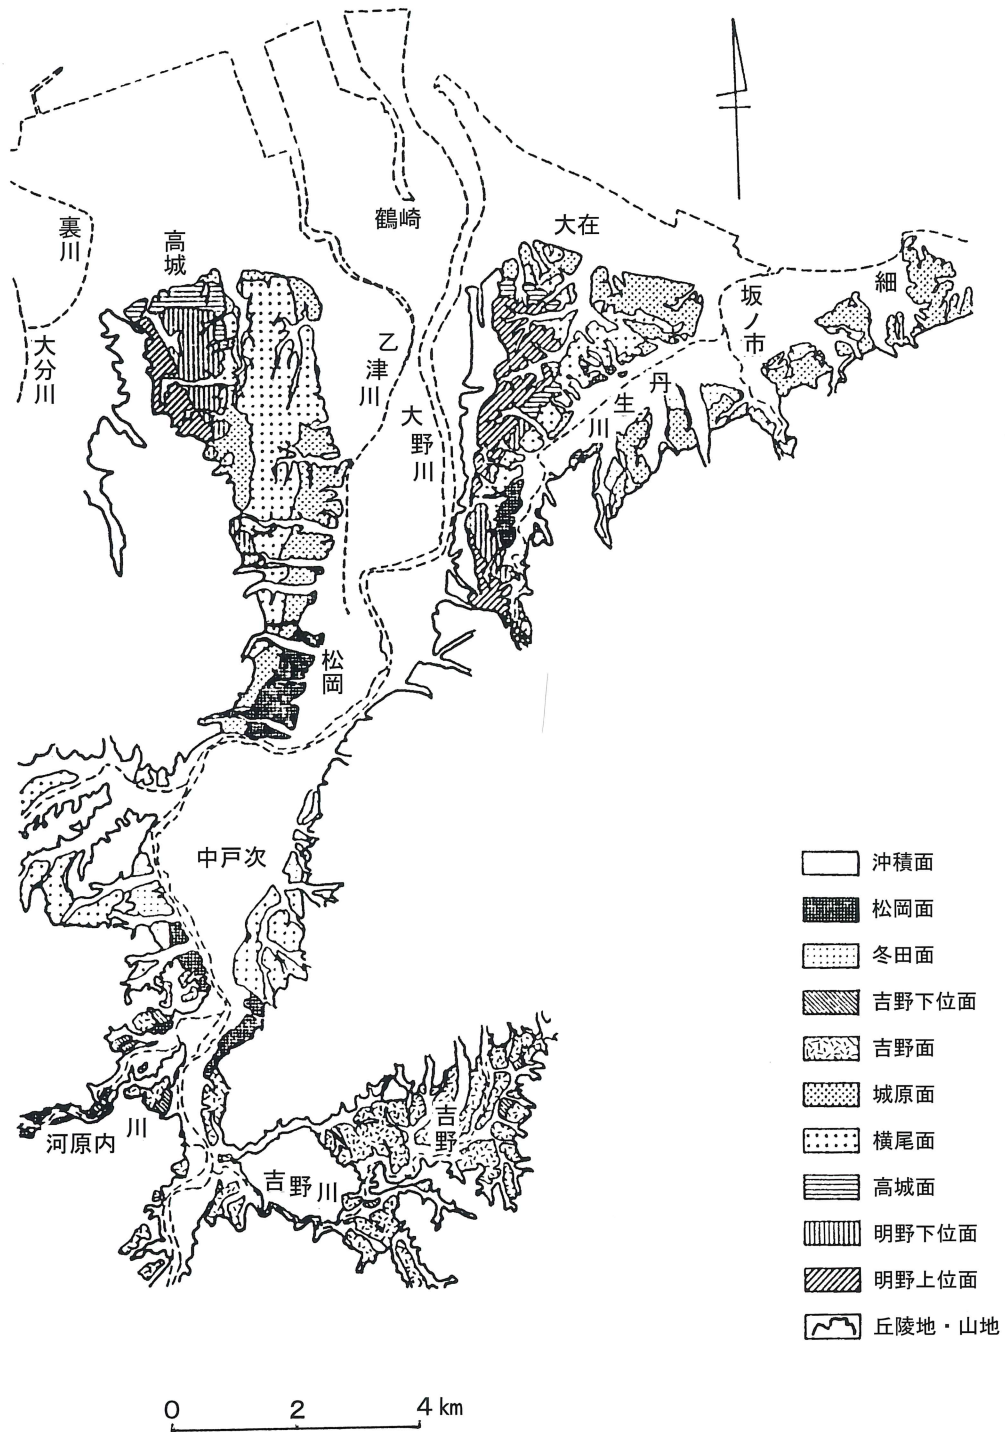 鶴崎
大在
裏川
高城
細
坂ノ市
大分川
乙津川
丹生川
大野川
松岡
中戸次
河原内川
吉野
吉野川
沖積面
松岡面
冬田面
吉野下位面
吉野面
城原面
横尾面
高城面
明野下位面
明野上位面
丘陵地・山地
0 2 4 km